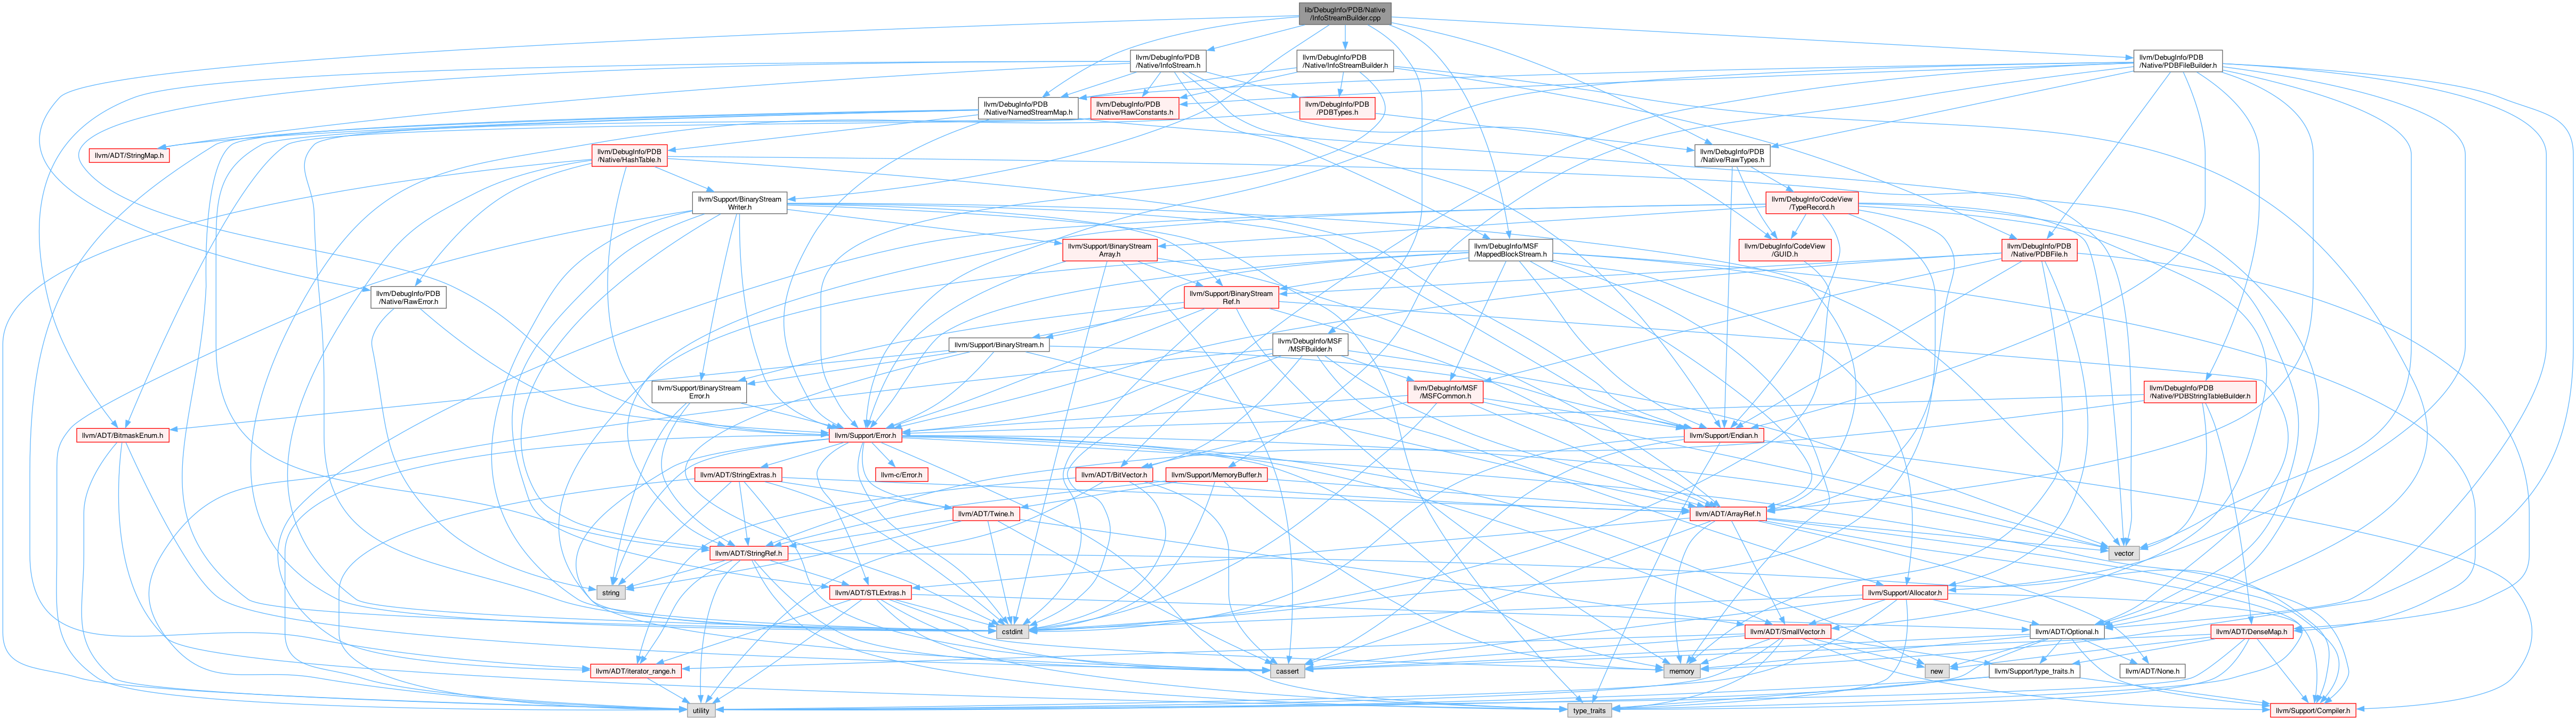 lib/DebugInfo/PDB/Native
/InfoStreamBuilder.cpp
llvm/DebugInfo/PDB
/Native/InfoStream.h
llvm/DebugInfo/PDB
/Native/InfoStreamBuilder.h
llvm/DebugInfo/PDB
/Native/PDBFileBuilder.h
llvm/DebugInfo/PDB
/Native/NamedStreamMap.h
llvm/DebugInfo/PDB
/Native/RawConstants.h
llvm/DebugInfo/PDB
/PDBTypes.h
llvm/ADT/StringMap.h
llvm/DebugInfo/PDB
/Native/HashTable.h
llvm/DebugInfo/PDB
/Native/RawTypes.h
llvm/Support/BinaryStream
Writer.h
llvm/DebugInfo/CodeView
/TypeRecord.h
llvm/Support/BinaryStream
Array.h
llvm/DebugInfo/MSF
/MappedBlockStream.h
llvm/DebugInfo/CodeView
/GUID.h
llvm/DebugInfo/PDB
/Native/PDBFile.h
llvm/DebugInfo/PDB
/Native/RawError.h
llvm/Support/BinaryStream
Ref.h
llvm/Support/BinaryStream.h
llvm/DebugInfo/MSF
/MSFBuilder.h
llvm/Support/BinaryStream
Error.h
llvm/DebugInfo/MSF
/MSFCommon.h
llvm/DebugInfo/PDB
/Native/PDBStringTableBuilder.h
llvm/ADT/BitmaskEnum.h
llvm/Support/Error.h
llvm/Support/Endian.h
llvm/ADT/StringExtras.h
llvm-c/Error.h
llvm/ADT/BitVector.h
llvm/Support/MemoryBuffer.h
llvm/ADT/Twine.h
llvm/ADT/ArrayRef.h
llvm/ADT/StringRef.h
vector
string
llvm/ADT/STLExtras.h
llvm/Support/Allocator.h
cstdint
llvm/ADT/SmallVector.h
llvm/ADT/Optional.h
llvm/ADT/DenseMap.h
llvm/ADT/iterator_range.h
cassert
memory
new
llvm/Support/type_traits.h
llvm/ADT/None.h
utility
type_traits
llvm/Support/Compiler.h